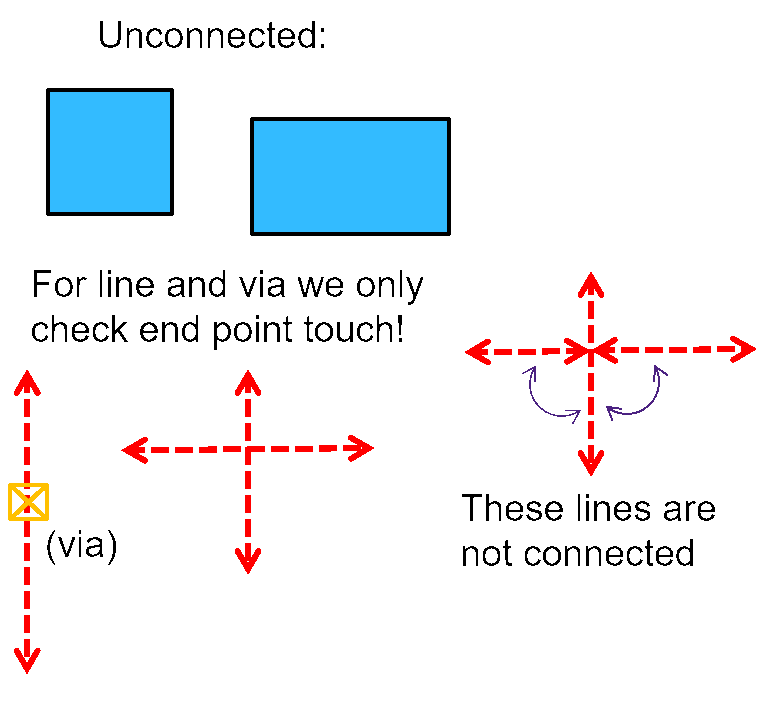 Unconnected:
For line and via we only
check end point touch!
(via)
These lines are
not connected